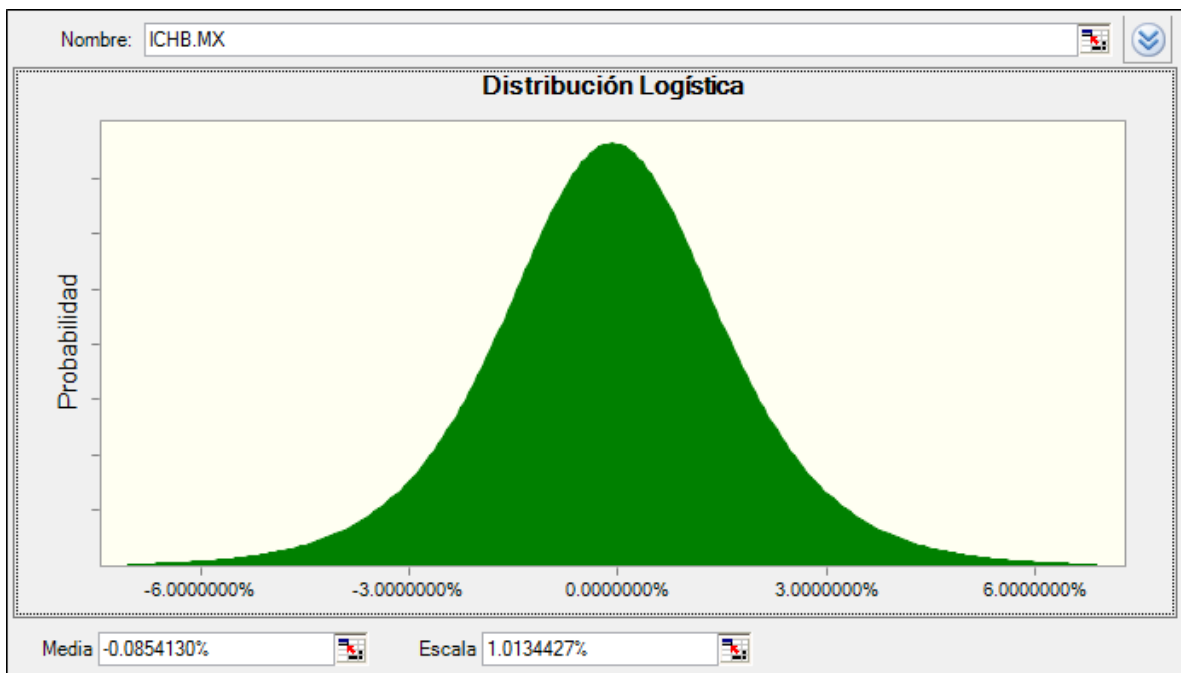 Nombre: ICHB.MX
Distribución Logística
Probabilidad
-6.0000000% -3.0000000% 0.0000000% 3.0000000% 6.0000000%
Media -0.0854130% Escala 1.0134427%